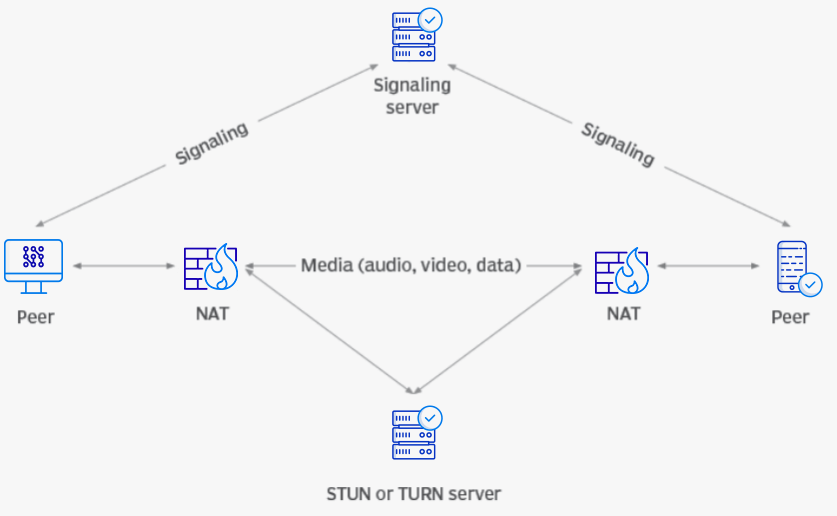 Signaling
server
Signaling
Signaling
Media (audio, video, data)
Peer
NAT
NAT
Peer
STUN or TURN server